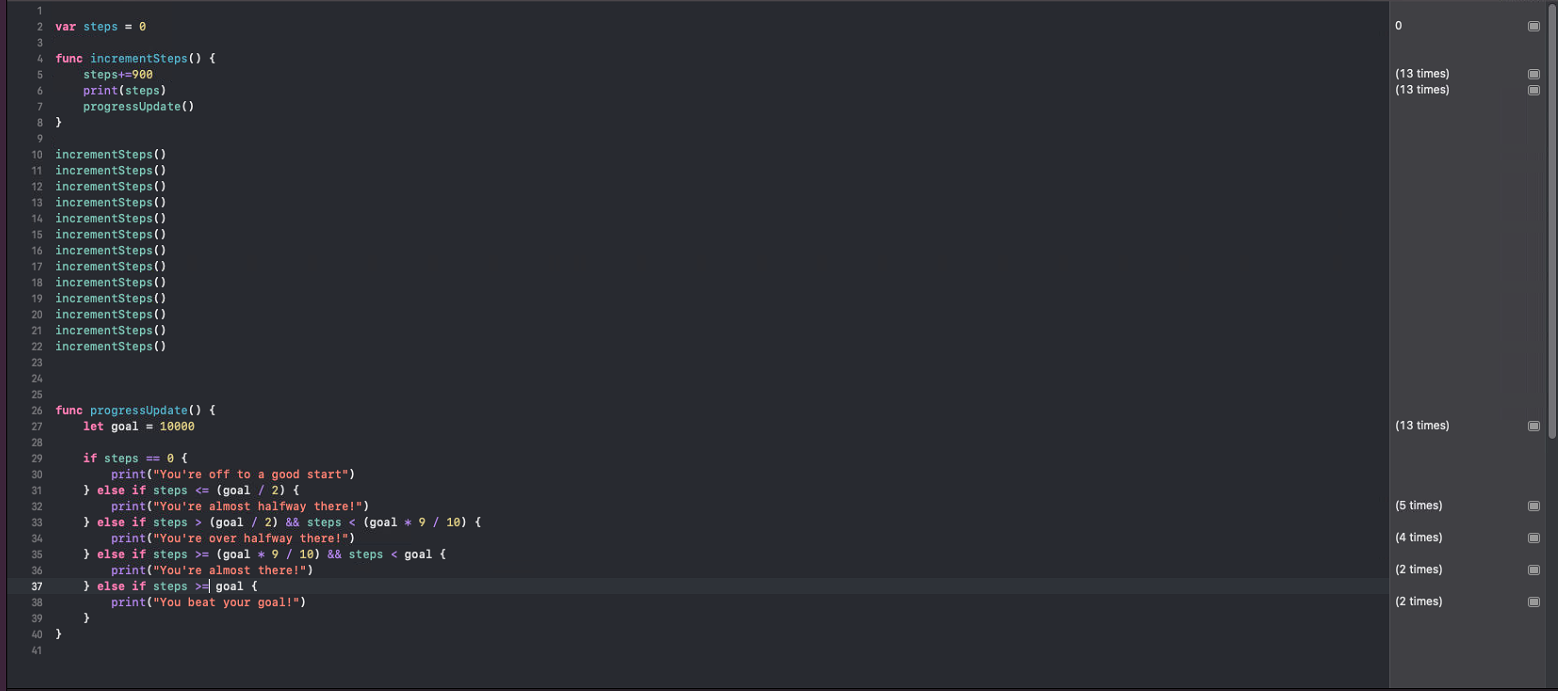 1
2 var steps = 0 0
3
4 func incrementSteps() {
5 steps+=900 (13 times)
6 print(steps) (13 times)
7 progressUpdate()
8 }
9
10 incrementSteps()
11 incrementSteps()
12 incrementSteps()
13 incrementSteps()
14 incrementSteps()
15 incrementSteps()
16 incrementSteps()
17 incrementSteps()
18 incrementSteps()
19 incrementSteps()
20 incrementSteps()
21 incrementSteps()
22 incrementSteps()
23
24
25
26 func progressUpdate() {
27 let goal = 10000 (13 times)
28
29 if steps == 0 {
30 print("You're off to a good start")
31 } else if steps <= (goal / 2) {
32 print("You're almost halfway there!") (5 times)
33 } else if steps > (goal / 2) && steps < (goal * 9 / 10) {
34 print("You're over halfway there!") (4 times)
35 } else if steps >= (goal * 9 / 10) && steps < goal {
36 print("You're almost there!") (2 times)
37 } else if steps >= goal {
38 print("You beat your goal!") (2 times)
39 }
40 }
41